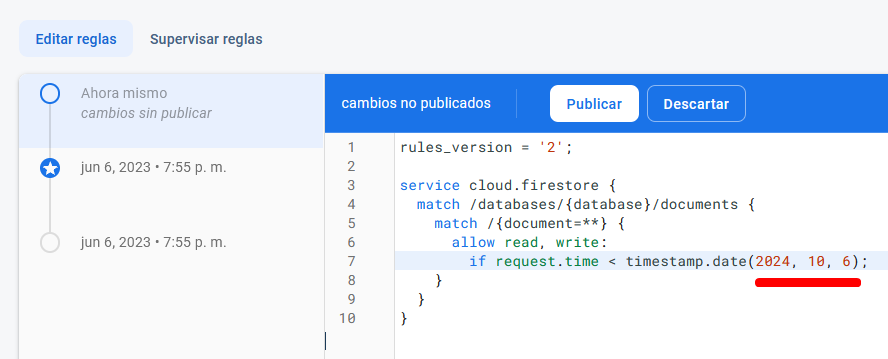 Editar reglas
Supervisar reglas
Ahora mismo
cambios sin publicar
jun 6, 2023 • 7:55 p. m.
jun 6, 2023 • 7:55 p. m.
cambios no publicados
Publicar
Descartar
1 rules_version = '2';
2
3 service cloud.firestore {
4 match /databases/{database}/documents {
5 match /{document=**} {
6 allow read, write:
7 if request.time < timestamp.date(2024, 10, 6);
8 }
9 }
10 }